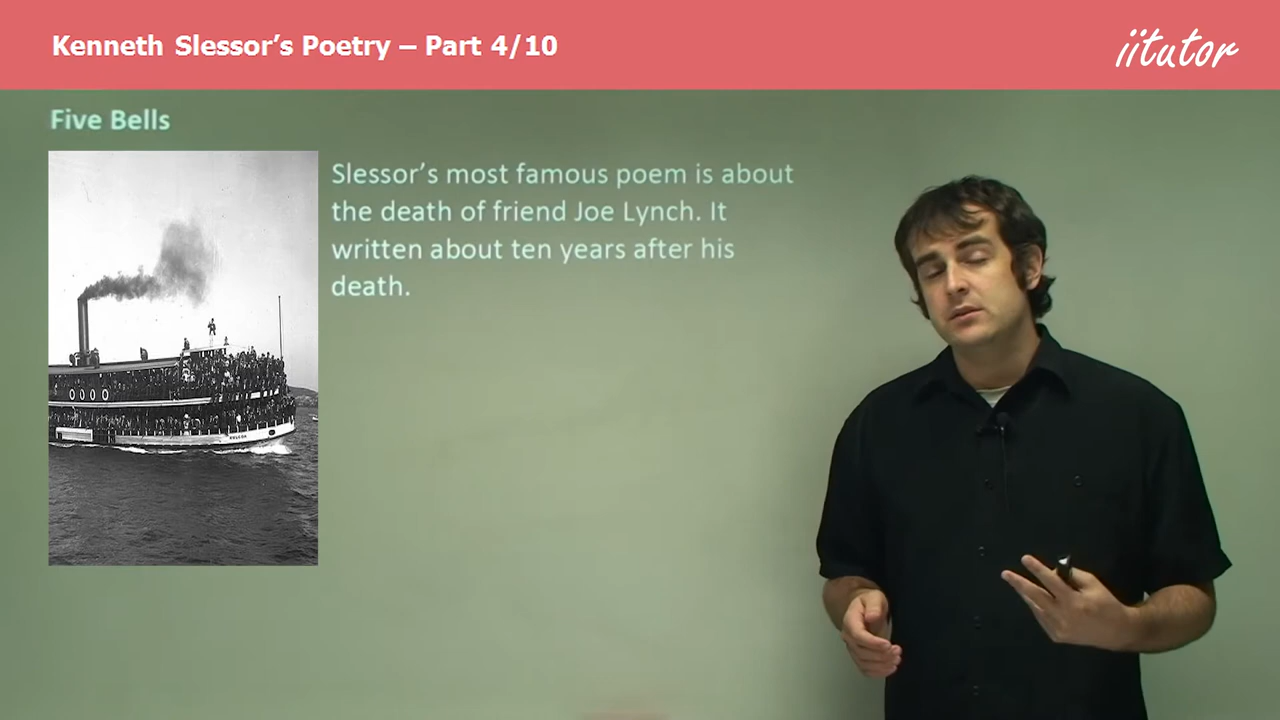 Kenneth Slessor’s Poetry – Part 4/10
iitutor
Five Bells
Slessor’s most famous poem is about
the death of friend Joe Lynch. It
written about ten years after his
death.